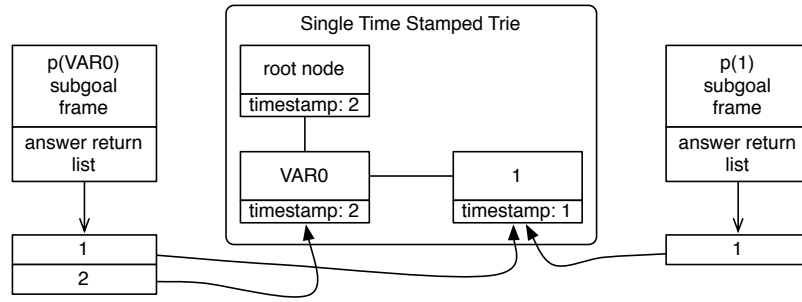 Single Time Stamped Trie
p(VAR0)
subgoal
frame
answer return
list
1
2
root node
timestamp: 2
VAR0
timestamp: 2
1
timestamp: 1
p(1)
subgoal
frame
answer return
list
1